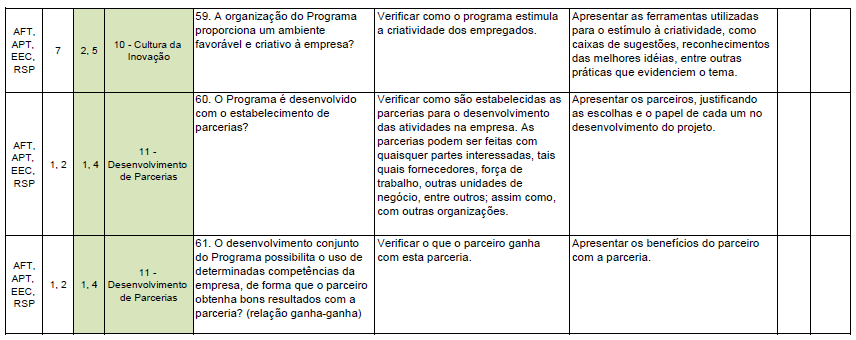 AFT,
APT,
EEC,
RSP
7
2, 5
10 - Cultura da
Inovação
59. A organização do Programa
proporciona um ambiente
favorável e criativo à empresa?
Verificar como o programa estimula
a criatividade dos empregados.
Apresentar as ferramentas utilizadas
para o estímulo à criatividade, como
caixas de sugestões, reconhecimentos
das melhores idéias, entre outras
práticas que evidenciem o tema.
AFT,
APT,
EEC,
RSP
1, 2
1, 4
11 -
Desenvolvimento
de Parcerias
60. O Programa é desenvolvido
com o estabelecimento de
parcerias?
Verificar como são estabelecidas as
parcerias para o desenvolvimento
das atividades na empresa. As
parcerias podem ser feitas com
quaisquer partes interessadas, tais
quais fornecedores, força de
trabalho, outras unidades de
negócio, entre outros; assim como,
com outras organizações.
Apresentar os parceiros, justificando
as escolhas e o papel de cada um no
desenvolvimento do projeto.
AFT,
APT,
EEC,
RSP
1, 2
1, 4
11 -
Desenvolvimento
de Parcerias
61. O desenvolvimento conjunto
do Programa possibilita o uso de
determinadas competências da
empresa, de forma que o parceiro
obtenha bons resultados com a
parceria? (relação ganha-ganha)
Verificar o que o parceiro ganha
com esta parceria.
Apresentar os benefícios do parceiro
com a parceria.